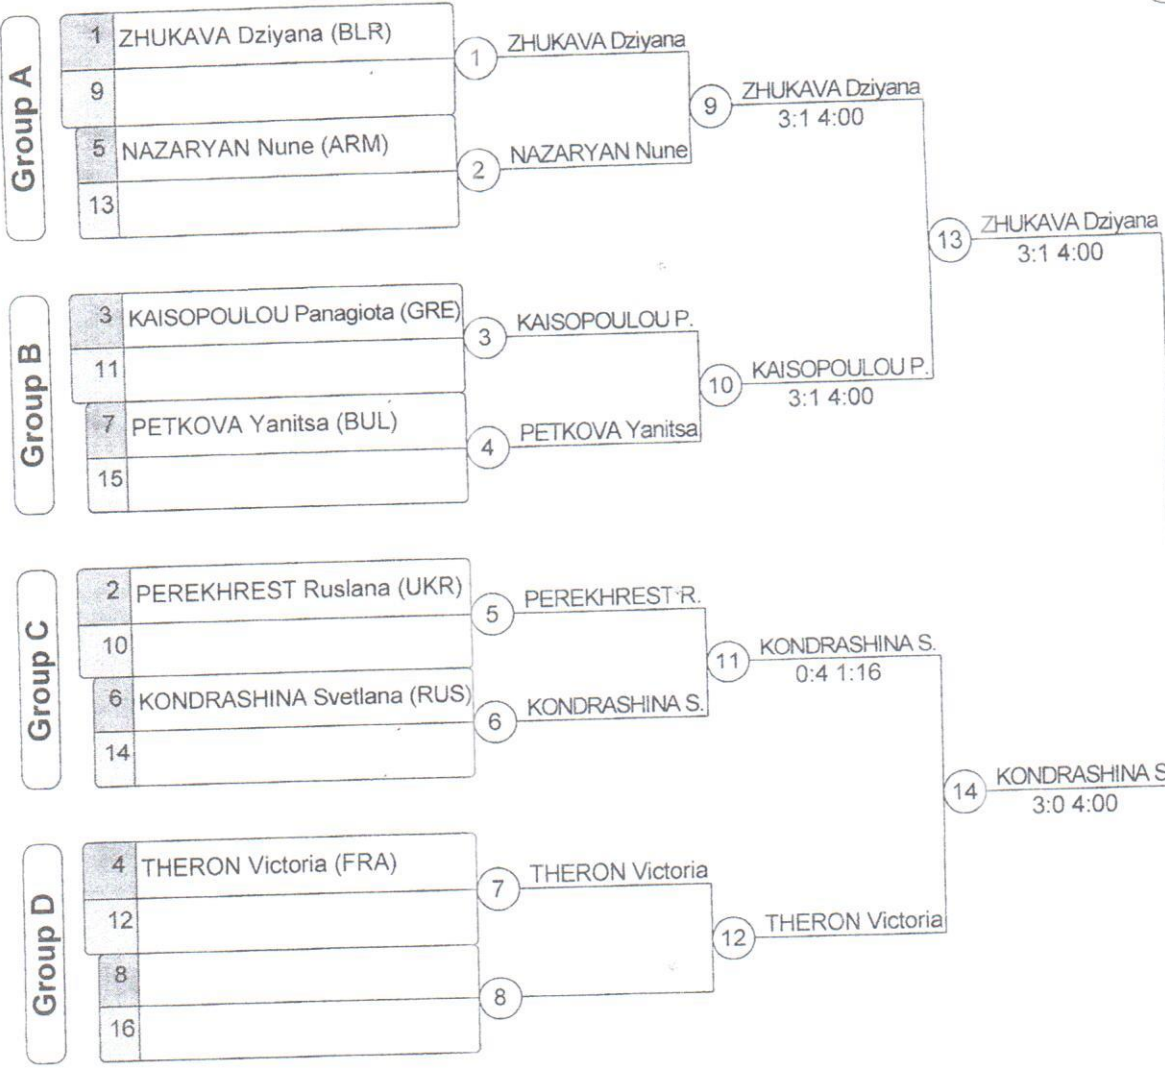 Group A
1 ZHUKAVA Dziyana (BLR)
9
5 NAZARYAN Nune (ARM)
13
1 ZHUKAVA Dziyana
2 NAZARYAN Nune
9 ZHUKAVA Dziyana
3:1 4:00
13 ZHUKAVA Dziyana
3:1 4:00
Group B
3 KAISOPOULOU Panagiota (GRE)
11
7 PETKOVA Yanitsa (BUL)
15
3 KAISOPOULOU P.
4 PETKOVA Yanitsa
10 KAISOPOULOU P.
3:1 4:00
Group C
2 PEREKHREST Ruslana (UKR)
10
6 KONDRASHINA Svetlana (RUS)
14
5 PEREKHREST R.
6 KONDRASHINA S.
11 KONDRASHINA S.
0:4 1:16
14 KONDRASHINA S
3:0 4:00
Group D
4 THERON Victoria (FRA)
12
8
16
7 THERON Victoria
8
12 THERON Victoria